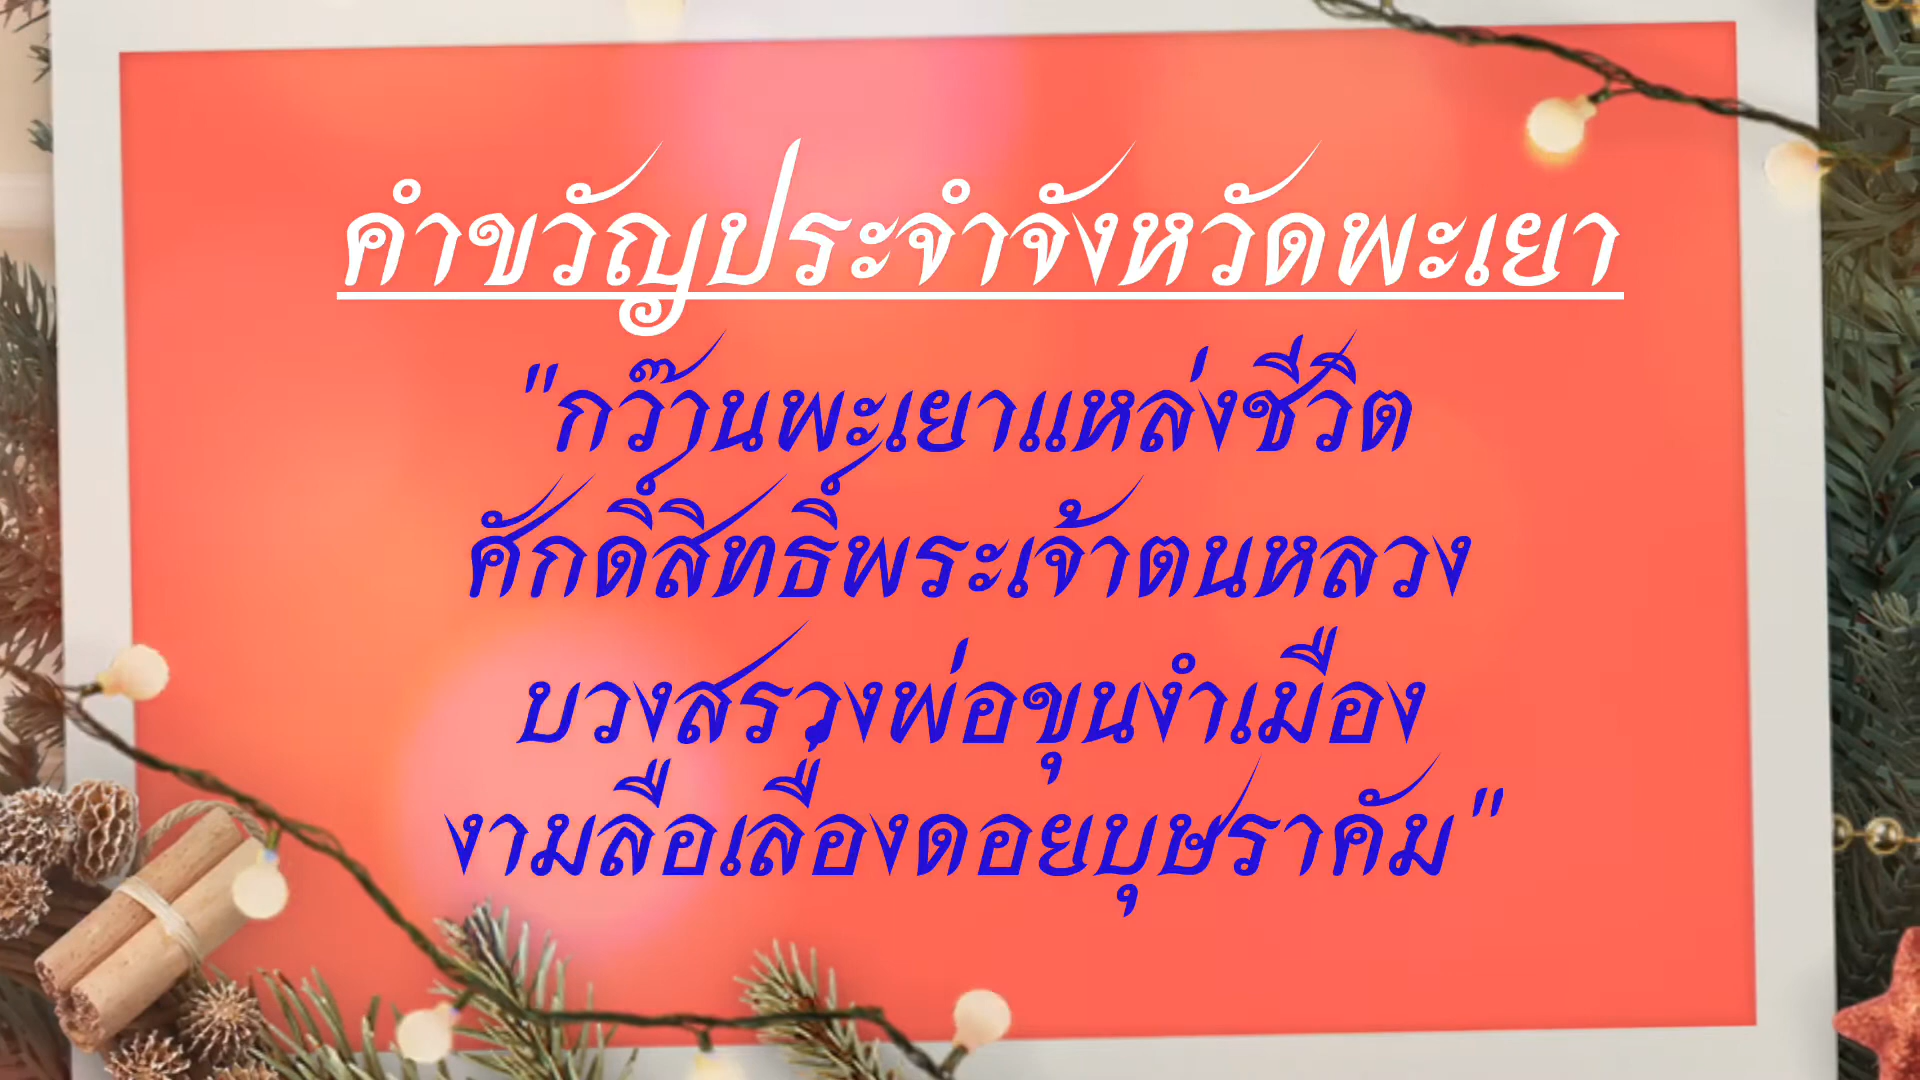 คำขวัญประจำจังหวัดพะเยา
"กว๊านพะเยาแหล่งชีวิต
ศักดิ์สิทธิ์พระเจ้าตนหลวง
บวงสรวงพ่อขุนงำเมือง
งามลือเลื่องดอยบุษราคัม"